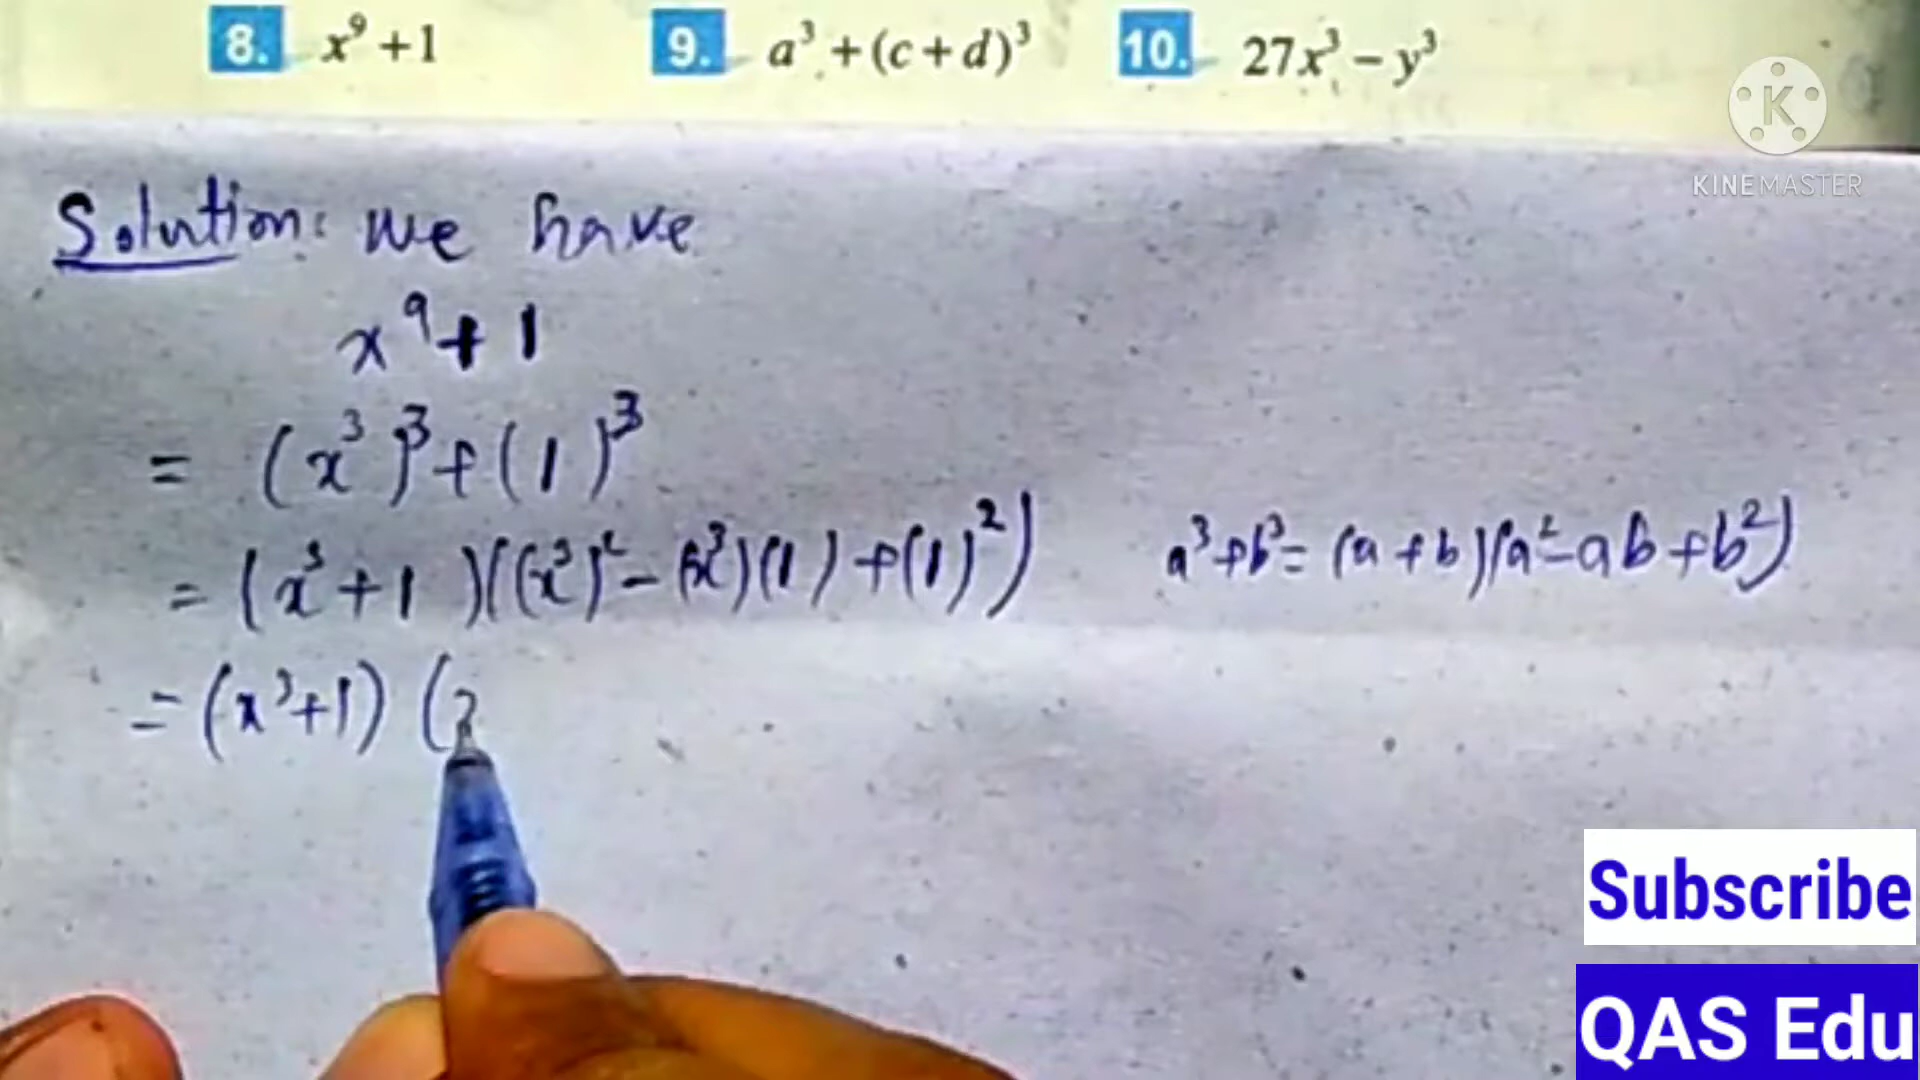 8. x⁹ + 1 9. a³ + (c + d)³ 10. 27x³ − y³
KINEMASTER
Solution: we have
x⁹ + 1
= (x³)³ + (1)³
= (x³ + 1)((x³)² − (x³)(1) + (1)²) a³ + b³ = (a + b)(a² − ab + b²)
= (x³ + 1) (
Subscribe
QAS Edu